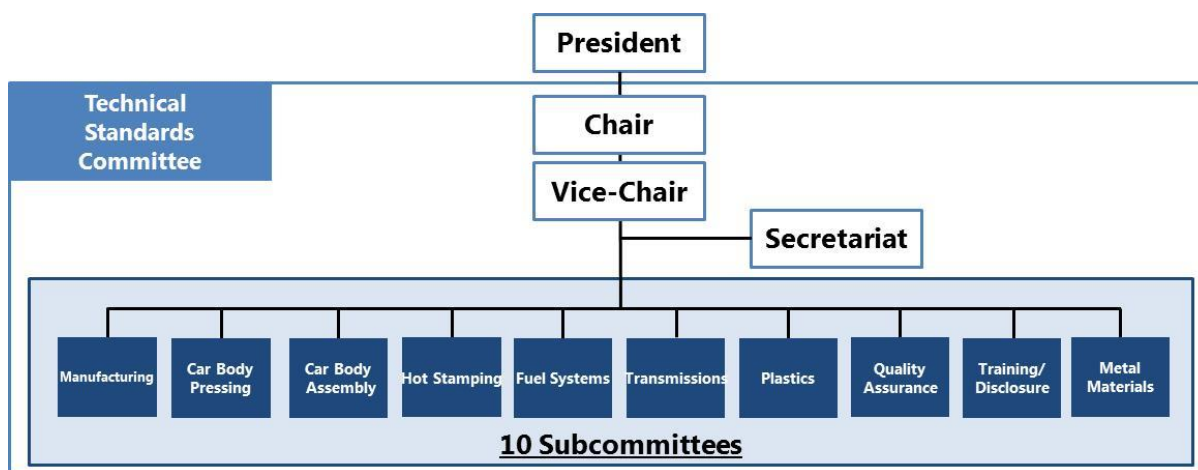 President
Technical
Standards
Committee
Chair
Vice-Chair
Secretariat
Manufacturing
Car Body
Pressing
Car Body
Assembly
Hot Stamping
Fuel Systems
Transmissions
Plastics
Quality
Assurance
Training/
Disclosure
Metal
Materials
10 Subcommittees